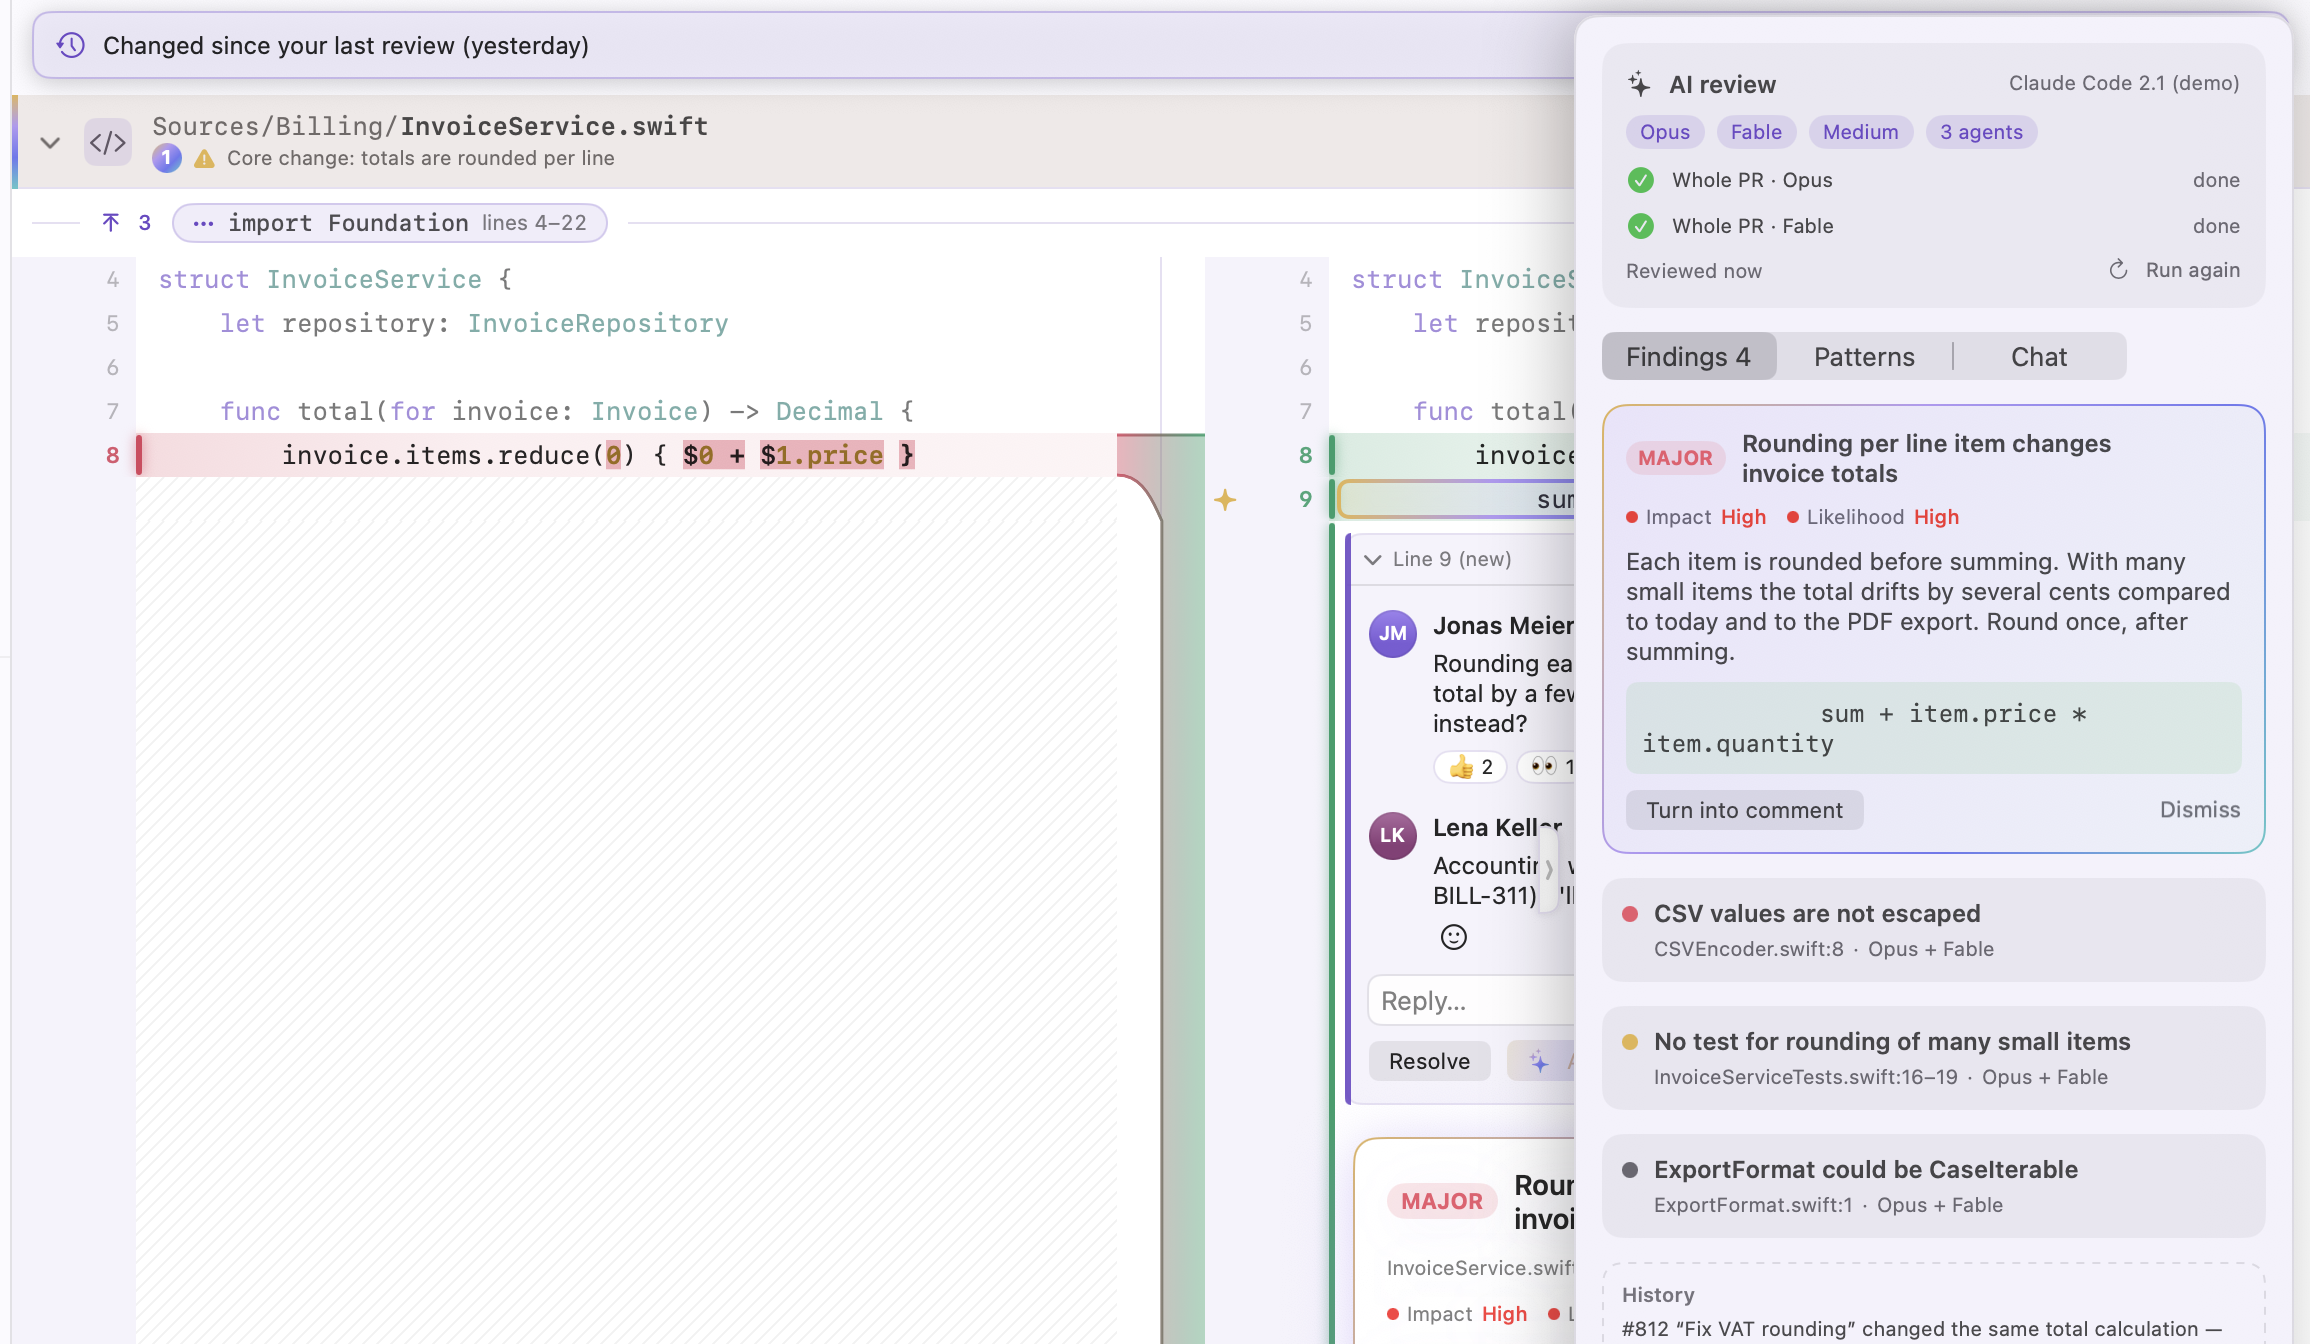 Changed since your last review (yesterday)
Sources/Billing/InvoiceService.swift
1 Core change: totals are rounded per line
3 ··· import Foundation lines 4–22
4 struct InvoiceService {
5 let repository: InvoiceRepository
6
7 func total(for invoice: Invoice) -> Decimal {
8 invoice.items.reduce(0) { $0 + $1.price }
4 struct InvoiceS
5 let reposit
6
7 func total(
8 invoice
9 sum
Line 9 (new)
JM Jonas Meier
Rounding ea
total by a few
instead?
👍 2 👀 1
LK Lena Keller
Accounting
BILL-311)
Reply...
Resolve
MAJOR
Roun
invoi
InvoiceService.swift
Impact High
AI review
Claude Code 2.1 (demo)
Opus Fable Medium 3 agents
Whole PR · Opus done
Whole PR · Fable done
Reviewed now Run again
Findings 4 Patterns Chat
MAJOR Rounding per line item changes
invoice totals
Impact High Likelihood High
Each item is rounded before summing. With many
small items the total drifts by several cents compared
to today and to the PDF export. Round once, after
summing.
sum + item.price *
item.quantity
Turn into comment Dismiss
CSV values are not escaped
CSVEncoder.swift:8 · Opus + Fable
No test for rounding of many small items
InvoiceServiceTests.swift:16–19 · Opus + Fable
ExportFormat could be CaseIterable
ExportFormat.swift:1 · Opus + Fable
History
#812 “Fix VAT rounding” changed the same total calculation —